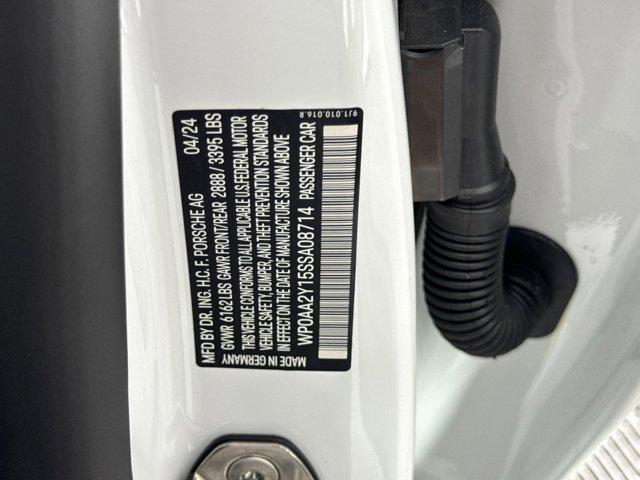 MFD BY DR. ING. H.C. F. PORSCHE AG 04/24
GVWR 6162 LBS GAWR FRONT/REAR 2888/ 3395 LBS
THIS VEHICLE CONFORMS TO ALL APPLICABLE U.S. FEDERAL MOTOR
VEHICLE SAFETY, BUMPER, AND THEFT PREVENTION STANDARDS
IN EFFECT ON THE DATE OF MANUFACTURE SHOWN ABOVE
WP0AA2Y15SSA08714 PASSENGER CAR
MADE IN GERMANY
9J1.010.016.R